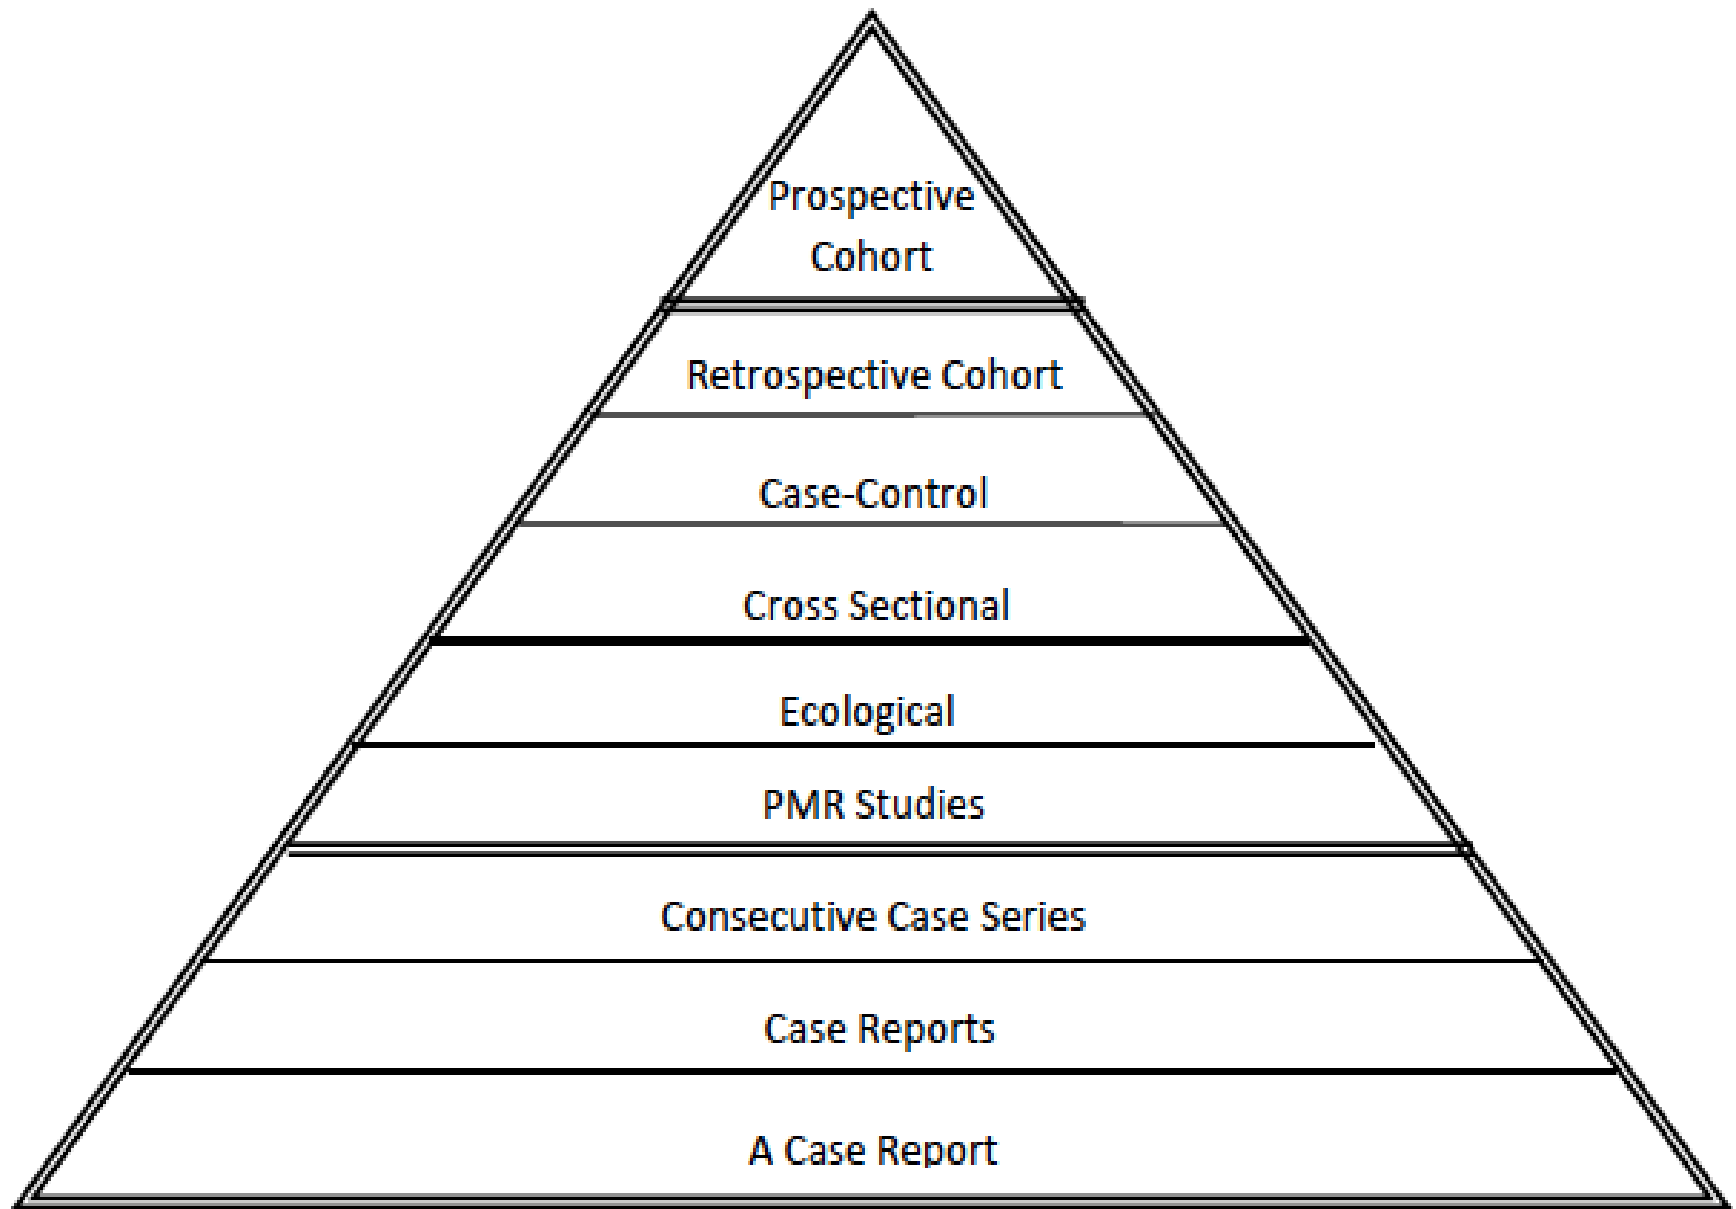 Prospective
Cohort
Retrospective Cohort
Case-Control
Cross Sectional
Ecological
PMR Studies
Consecutive Case Series
Case Reports
A Case Report